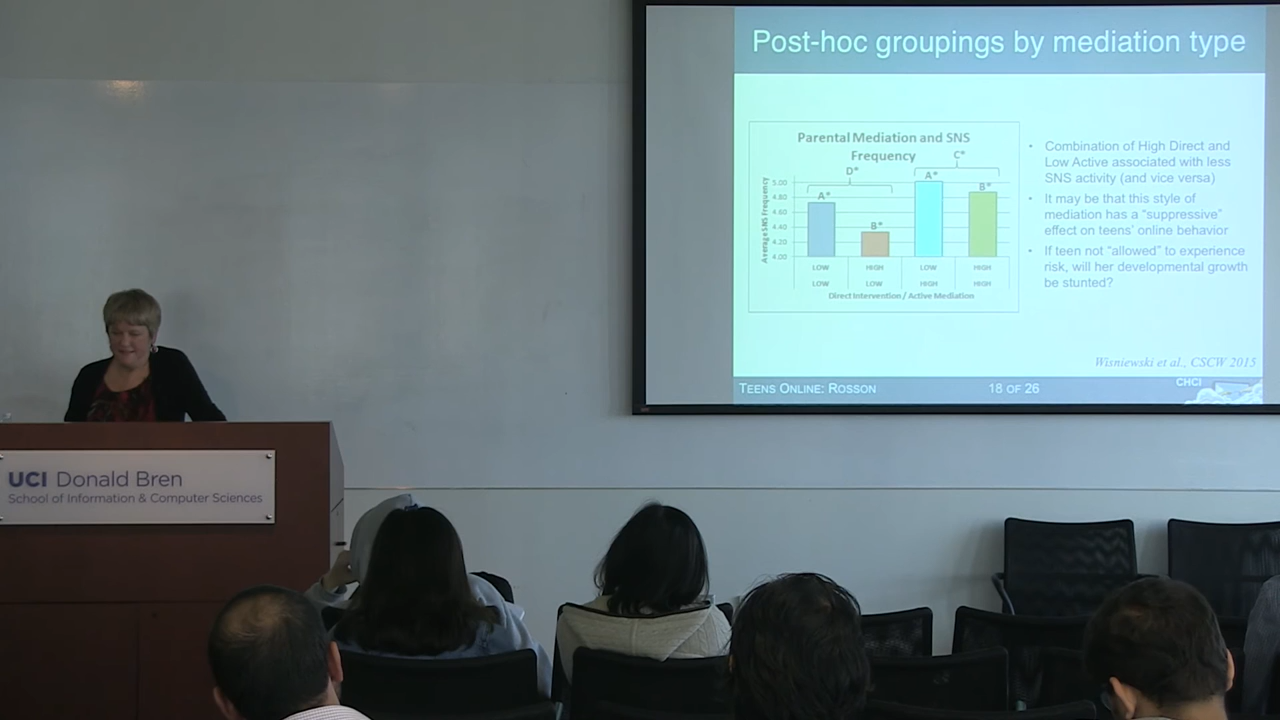 Post-hoc groupings by mediation type
Parental Mediation and SNS
Frequency
C*
D*
A*
B*
A*
B*
Average SNS Frequency
5.00
4.80
4.60
4.40
4.20
4.00
LOW HIGH LOW HIGH
LOW LOW HIGH HIGH
Direct Intervention / Active Mediation
• Combination of High Direct and
Low Active associated with less
SNS activity (and vice versa)
• It may be that this style of
mediation has a "suppressive"
effect on teens' online behavior
• If teen not "allowed" to experience
risk, will her developmental growth
be stunted?
Wisniewski et al., CSCW 2015
TEENS ONLINE: ROSSON 18 OF 26 CHCI
UCI Donald Bren
School of Information & Computer Sciences